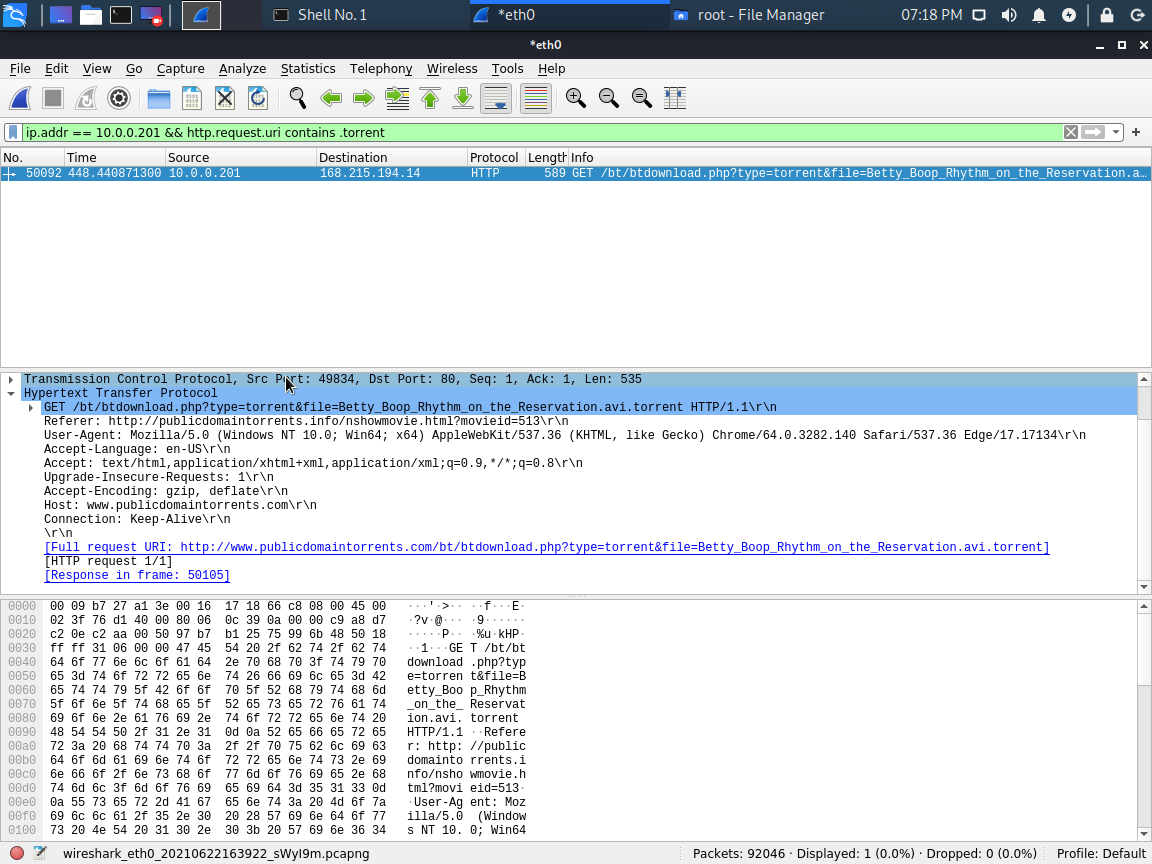 Shell No. 1
*eth0
root - File Manager
07:18 PM
*eth0
File Edit View Go Capture Analyze Statistics Telephony Wireless Tools Help
ip.addr == 10.0.0.201 && http.request.uri contains .torrent
No. Time Source Destination Protocol Length Info
50092 448.440871300 10.0.0.201 168.215.194.14 HTTP 589 GET /bt/btdownload.php?type=torrent&file=Betty_Boop_Rhythm_on_the_Reservation.a…
Transmission Control Protocol, Src Port: 49834, Dst Port: 80, Seq: 1, Ack: 1, Len: 535
Hypertext Transfer Protocol
GET /bt/btdownload.php?type=torrent&file=Betty_Boop_Rhythm_on_the_Reservation.avi.torrent HTTP/1.1\r\n
Referer: http://publicdomaintorrents.info/nshowmovie.html?movieid=513\r\n
User-Agent: Mozilla/5.0 (Windows NT 10.0; Win64; x64) AppleWebKit/537.36 (KHTML, like Gecko) Chrome/64.0.3282.140 Safari/537.36 Edge/17.17134\r\n
Accept-Language: en-US\r\n
Accept: text/html,application/xhtml+xml,application/xml;q=0.9,*/*;q=0.8\r\n
Upgrade-Insecure-Requests: 1\r\n
Accept-Encoding: gzip, deflate\r\n
Host: www.publicdomaintorrents.com\r\n
Connection: Keep-Alive\r\n
\r\n
[Full request URI: http://www.publicdomaintorrents.com/bt/btdownload.php?type=torrent&file=Betty_Boop_Rhythm_on_the_Reservation.avi.torrent]
[HTTP request 1/1]
[Response in frame: 50105]
0000 00 09 b7 27 a1 3e 00 16 17 18 66 c8 08 00 45 00 ···'·>·· ··f···E·
0010 02 3f 76 d1 40 00 80 06 0c 39 0a 00 00 c9 a8 d7 ·?v·@··· ·9······
0020 c2 0e c2 aa 00 50 97 b7 b1 25 75 99 6b 48 50 18 ·····P·· ·%u·kHP·
0030 ff ff 31 06 00 00 47 45 54 20 2f 62 74 2f 62 74 ··1···GE T /bt/bt
0040 64 6f 77 6e 6c 6f 61 64 2e 70 68 70 3f 74 79 70 download .php?typ
0050 65 3d 74 6f 72 72 65 6e 74 26 66 69 6c 65 3d 42 e=torren t&file=B
0060 65 74 74 79 5f 42 6f 6f 70 5f 52 68 79 74 68 6d etty_Boo p_Rhythm
0070 5f 6f 6e 5f 74 68 65 5f 52 65 73 65 72 76 61 74 _on_the_ Reservat
0080 69 6f 6e 2e 61 76 69 2e 74 6f 72 72 65 6e 74 20 ion.avi. torrent
0090 48 54 54 50 2f 31 2e 31 0d 0a 52 65 66 65 72 65 HTTP/1.1 ··Refere
00a0 72 3a 20 68 74 74 70 3a 2f 2f 70 75 62 6c 69 63 r: http: //public
00b0 64 6f 6d 61 69 6e 74 6f 72 72 65 6e 74 73 2e 69 domainto rrents.i
00c0 6e 66 6f 2f 6e 73 68 6f 77 6d 6f 76 69 65 2e 68 nfo/nsho wmovie.h
00d0 74 6d 6c 3f 6d 6f 76 69 65 69 64 3d 35 31 33 0d tml?movi eid=513·
00e0 0a 55 73 65 72 2d 41 67 65 6e 74 3a 20 4d 6f 7a ·User-Ag ent: Moz
00f0 69 6c 6c 61 2f 35 2e 30 20 28 57 69 6e 64 6f 77 illa/5.0 (Window
0100 73 20 4e 54 20 31 30 2e 30 3b 20 57 69 6e 36 34 s NT 10. 0; Win64
wireshark_eth0_20210622163922_sWyI9m.pcapng
Packets: 92046 · Displayed: 1 (0.0%) · Dropped: 0 (0.0%)
Profile: Default